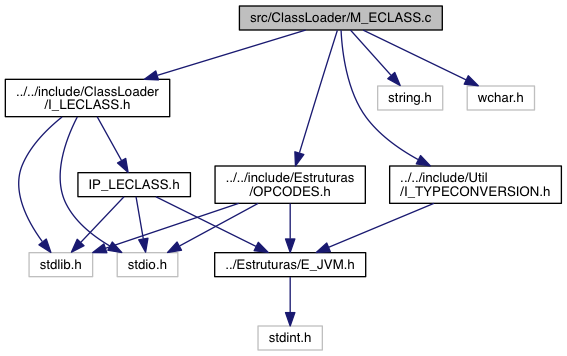 src/ClassLoader/M_ECLASS.c
../../include/ClassLoader
/I_LECLASS.h
string.h
wchar.h
IP_LECLASS.h
../../include/Estruturas
/OPCODES.h
../../include/Util
/I_TYPECONVERSION.h
stdlib.h
stdio.h
../Estruturas/E_JVM.h
stdint.h